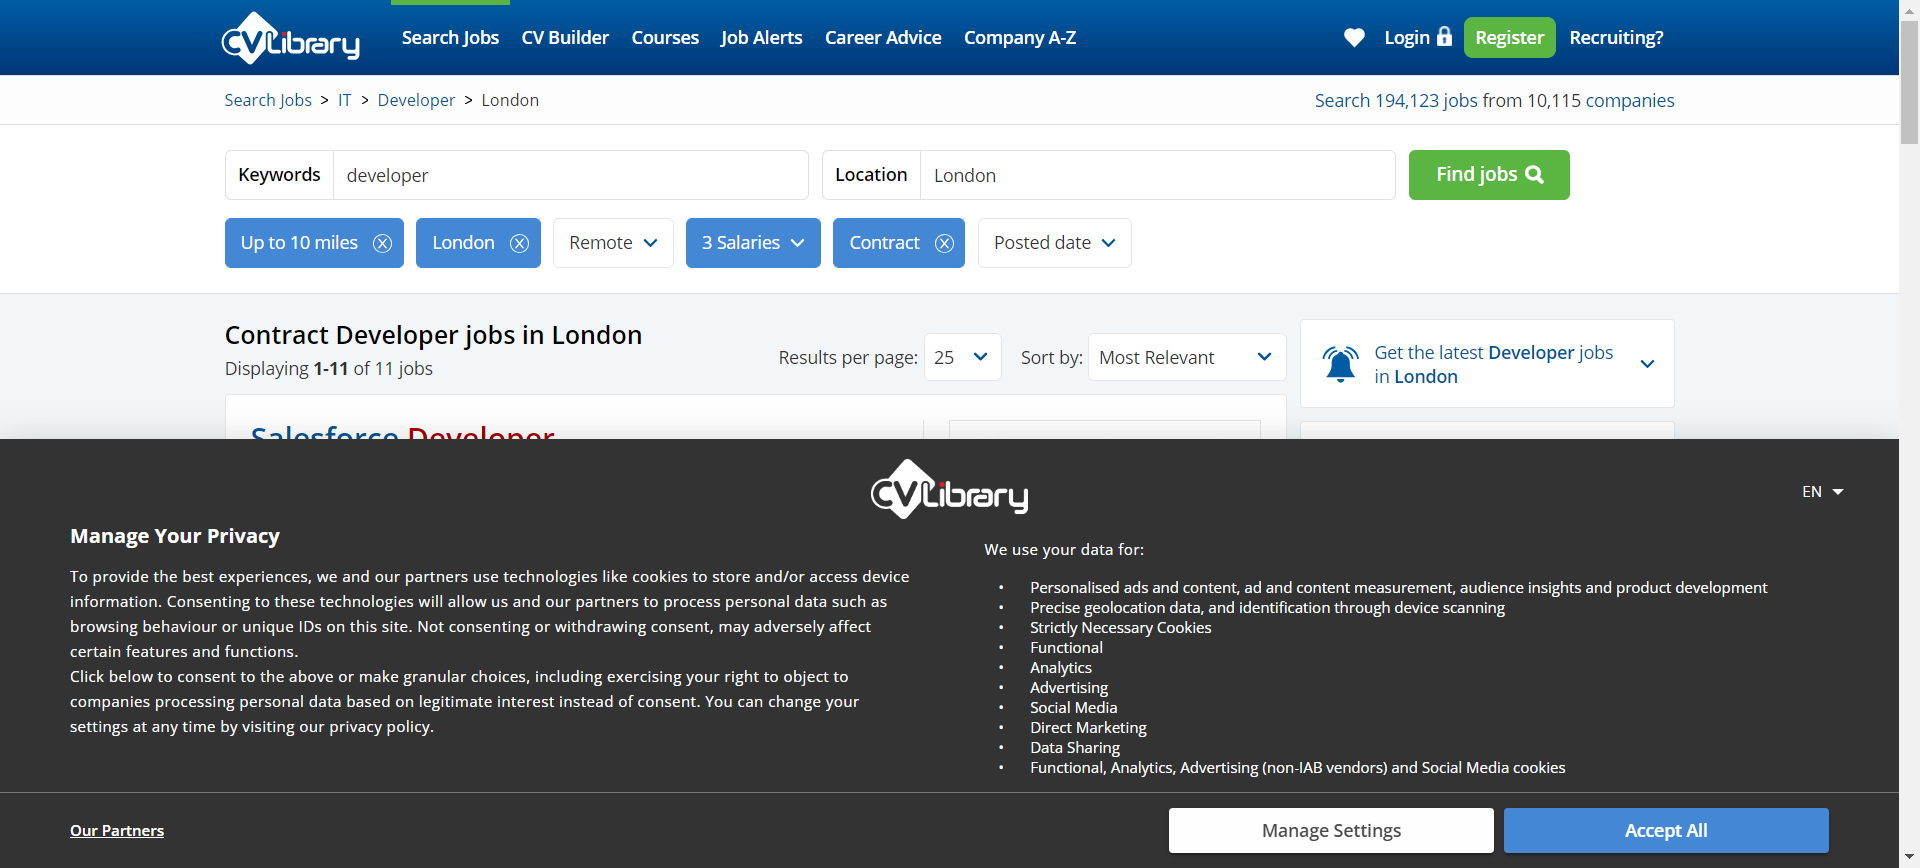 CVLibrary Search Jobs CV Builder Courses Job Alerts Career Advice Company A-Z Login Register Recruiting?
Search Jobs > IT > Developer > London Search 194,123 jobs from 10,115 companies
Keywords developer Location London Find jobs
Up to 10 miles London Remote 3 Salaries Contract Posted date
Contract Developer jobs in London
Displaying 1-11 of 11 jobs
Results per page: 25 Sort by: Most Relevant
Get the latest Developer jobs
in London
Salesforce Developer
CVLibrary
EN
Manage Your Privacy
To provide the best experiences, we and our partners use technologies like cookies to store and/or access device
information. Consenting to these technologies will allow us and our partners to process personal data such as
browsing behaviour or unique IDs on this site. Not consenting or withdrawing consent, may adversely affect
certain features and functions.
Click below to consent to the above or make granular choices, including exercising your right to object to
companies processing personal data based on legitimate interest instead of consent. You can change your
settings at any time by visiting our privacy policy.
We use your data for:
• Personalised ads and content, ad and content measurement, audience insights and product development
• Precise geolocation data, and identification through device scanning
• Strictly Necessary Cookies
• Functional
• Analytics
• Advertising
• Social Media
• Direct Marketing
• Data Sharing
• Functional, Analytics, Advertising (non-IAB vendors) and Social Media cookies
Our Partners
Manage Settings
Accept All